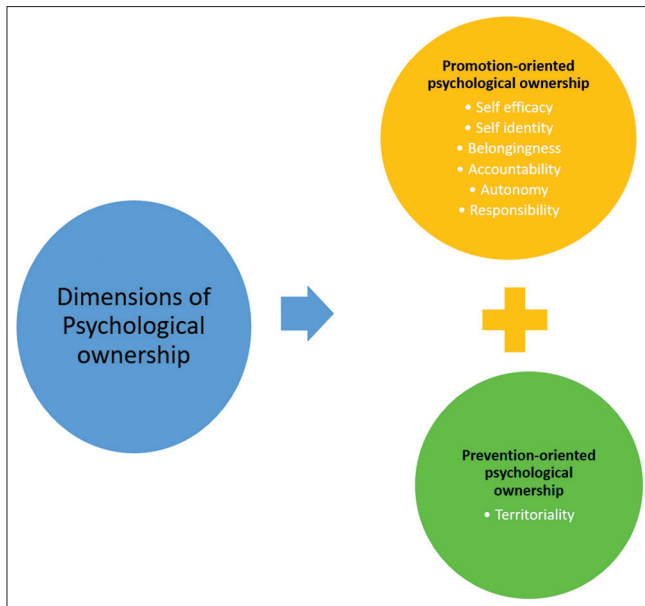 Dimensions of
Psychological
ownership
Promotion-oriented
psychological ownership
• Self efficacy
• Self identity
• Belongingness
• Accountability
• Autonomy
• Responsibility
Prevention-oriented
psychological
ownership
• Territoriality